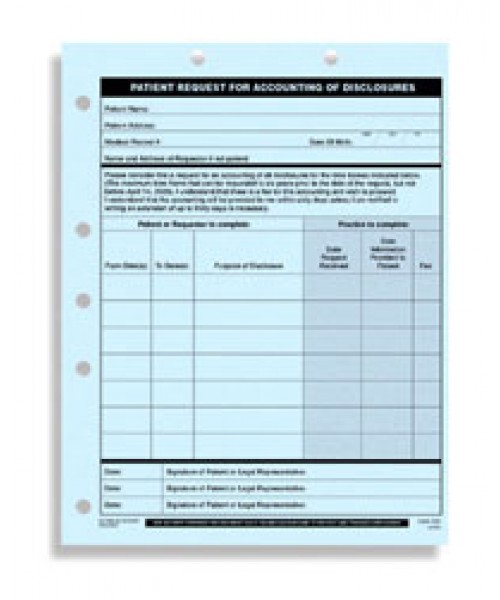 PATIENT REQUEST FOR ACCOUNTING OF DISCLOSURES
Patient Name:
Patient Address:
Medical Record #: Date Of Birth:
Name and Address of Requestor if not patient:
Please consider this a request for an accounting of all disclosures for the time frames indicated below.
(The maximum time frame that can be requested is six years prior to the date of the request, but not
before April 14, 2003). I understand that there is a fee for this accounting and wish to proceed.
I understand that the accounting will be provided to me within sixty days unless I am notified in
writing an extension of up to thirty days is necessary.
Patient or Requestor to complete: Practice to complete:
From Date(s) To Date(s) Purpose of Disclosure Date Request Received Date Information Provided to Patient Fee
Date: Signature of Patient or Legal Representative:
Date: Signature of Patient or Legal Representative:
Date: Signature of Patient or Legal Representative: